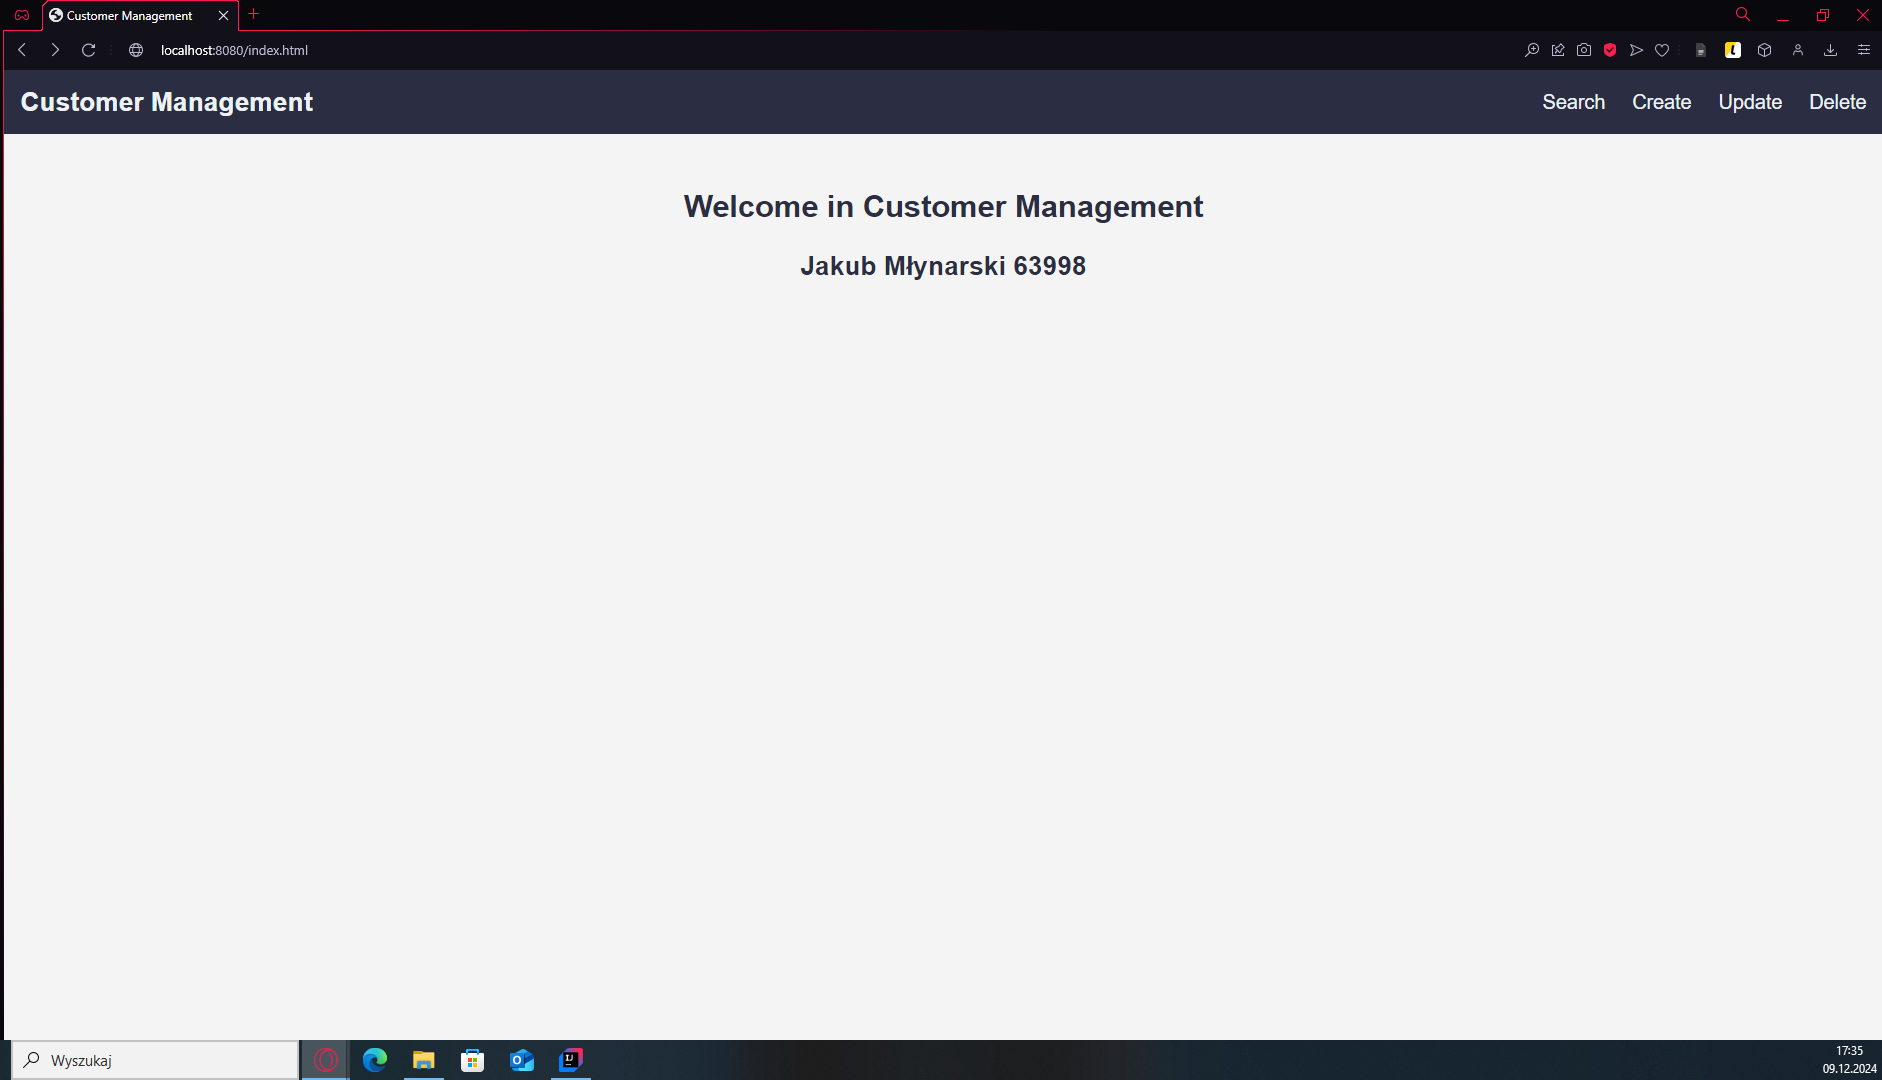 Customer Management
localhost:8080/index.html
Customer Management
Search Create Update Delete
Welcome in Customer Management
Jakub Młynarski 63998
Wyszukaj
17:35
09.12.2024